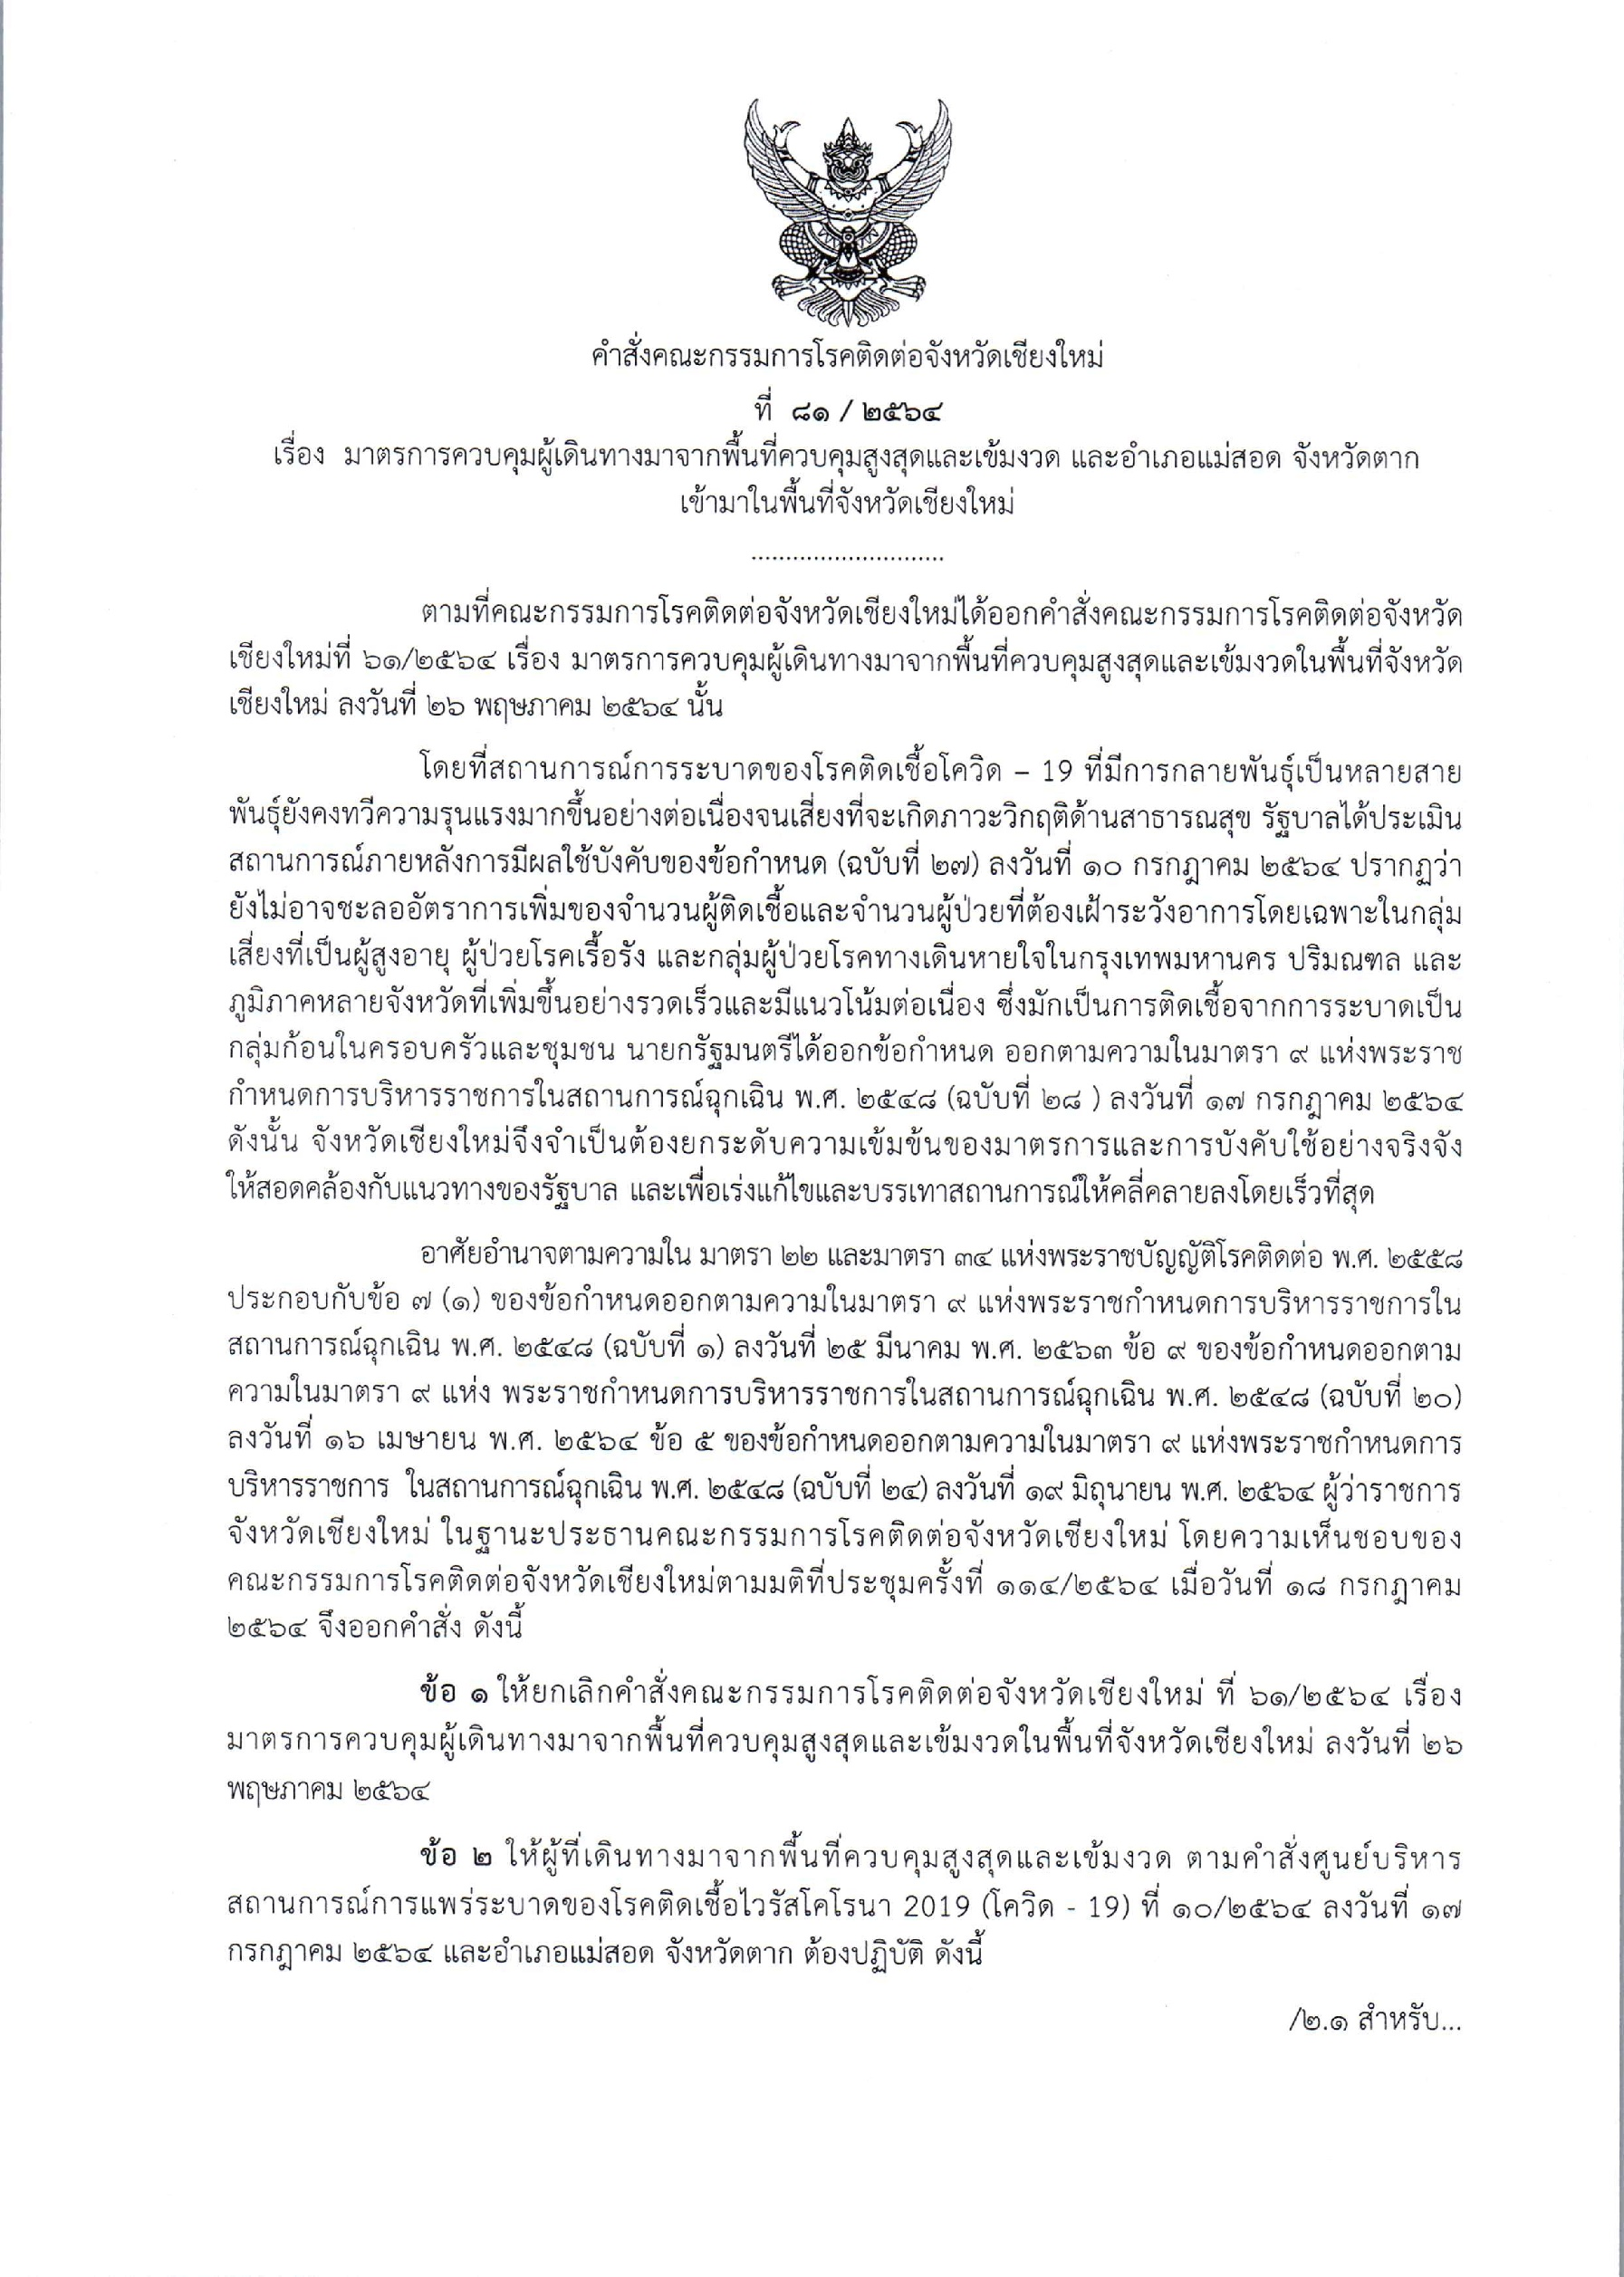 คำสั่งคณะกรรมการโรคติดต่อจังหวัดเชียงใหม่
ที่ ๘๑ / ๒๕๖๔
เรื่อง มาตรการควบคุมผู้เดินทางมาจากพื้นที่ควบคุมสูงสุดและเข้มงวด และอำเภอแม่สอด จังหวัดตาก
เข้ามาในพื้นที่จังหวัดเชียงใหม่
............................
ตามที่คณะกรรมการโรคติดต่อจังหวัดเชียงใหม่ได้ออกคำสั่งคณะกรรมการโรคติดต่อจังหวัด
เชียงใหม่ที่ ๖๑/๒๕๖๔ เรื่อง มาตรการควบคุมผู้เดินทางมาจากพื้นที่ควบคุมสูงสุดและเข้มงวดในพื้นที่จังหวัด
เชียงใหม่ ลงวันที่ ๒๖ พฤษภาคม ๒๕๖๔ นั้น
โดยที่สถานการณ์การระบาดของโรคติดเชื้อโควิด – 19 ที่มีการกลายพันธุ์เป็นหลายสาย
พันธุ์ยังคงทวีความรุนแรงมากขึ้นอย่างต่อเนื่องจนเสี่ยงที่จะเกิดภาวะวิกฤติด้านสาธารณสุข รัฐบาลได้ประเมิน
สถานการณ์ภายหลังการมีผลใช้บังคับของข้อกำหนด (ฉบับที่ ๒๗) ลงวันที่ ๑๐ กรกฎาคม ๒๕๖๔ ปรากฏว่า
ยังไม่อาจชะลออัตราการเพิ่มของจำนวนผู้ติดเชื้อและจำนวนผู้ป่วยที่ต้องเฝ้าระวังอาการโดยเฉพาะในกลุ่ม
เสี่ยงที่เป็นผู้สูงอายุ ผู้ป่วยโรคเรื้อรัง และกลุ่มผู้ป่วยโรคทางเดินหายใจในกรุงเทพมหานคร ปริมณฑล และ
ภูมิภาคหลายจังหวัดที่เพิ่มขึ้นอย่างรวดเร็วและมีแนวโน้มต่อเนื่อง ซึ่งมักเป็นการติดเชื้อจากการระบาดเป็น
กลุ่มก้อนในครอบครัวและชุมชน นายกรัฐมนตรีได้ออกข้อกำหนด ออกตามความในมาตรา ๙ แห่งพระราช
กำหนดการบริหารราชการในสถานการณ์ฉุกเฉิน พ.ศ. ๒๕๔๘ (ฉบับที่ ๒๘ ) ลงวันที่ ๑๗ กรกฎาคม ๒๕๖๔
ดังนั้น จังหวัดเชียงใหม่จึงจำเป็นต้องยกระดับความเข้มข้นของมาตรการและการบังคับใช้อย่างจริงจัง
ให้สอดคล้องกับแนวทางของรัฐบาล และเพื่อเร่งแก้ไขและบรรเทาสถานการณ์ให้คลี่คลายลงโดยเร็วที่สุด
อาศัยอำนาจตามความใน มาตรา ๒๒ และมาตรา ๓๔ แห่งพระราชบัญญัติโรคติดต่อ พ.ศ. ๒๕๕๘
ประกอบกับข้อ ๗ (๑) ของข้อกำหนดออกตามความในมาตรา ๙ แห่งพระราชกำหนดการบริหารราชการใน
สถานการณ์ฉุกเฉิน พ.ศ. ๒๕๔๘ (ฉบับที่ ๑) ลงวันที่ ๒๕ มีนาคม พ.ศ. ๒๕๖๓ ข้อ ๙ ของข้อกำหนดออกตาม
ความในมาตรา ๙ แห่ง พระราชกำหนดการบริหารราชการในสถานการณ์ฉุกเฉิน พ.ศ. ๒๕๔๘ (ฉบับที่ ๒๐)
ลงวันที่ ๑๖ เมษายน พ.ศ. ๒๕๖๔ ข้อ ๕ ของข้อกำหนดออกตามความในมาตรา ๙ แห่งพระราชกำหนดการ
บริหารราชการ ในสถานการณ์ฉุกเฉิน พ.ศ. ๒๕๔๘ (ฉบับที่ ๒๔) ลงวันที่ ๑๙ มิถุนายน พ.ศ. ๒๕๖๔ ผู้ว่าราชการ
จังหวัดเชียงใหม่ ในฐานะประธานคณะกรรมการโรคติดต่อจังหวัดเชียงใหม่ โดยความเห็นชอบของ
คณะกรรมการโรคติดต่อจังหวัดเชียงใหม่ตามมติที่ประชุมครั้งที่ ๑๑๔/๒๕๖๔ เมื่อวันที่ ๑๘ กรกฎาคม
๒๕๖๔ จึงออกคำสั่ง ดังนี้
ข้อ ๑ ให้ยกเลิกคำสั่งคณะกรรมการโรคติดต่อจังหวัดเชียงใหม่ ที่ ๖๑/๒๕๖๔ เรื่อง
มาตรการควบคุมผู้เดินทางมาจากพื้นที่ควบคุมสูงสุดและเข้มงวดในพื้นที่จังหวัดเชียงใหม่ ลงวันที่ ๒๖
พฤษภาคม ๒๕๖๔
ข้อ ๒ ให้ผู้ที่เดินทางมาจากพื้นที่ควบคุมสูงสุดและเข้มงวด ตามคำสั่งศูนย์บริหาร
สถานการณ์การแพร่ระบาดของโรคติดเชื้อไวรัสโคโรนา 2019 (โควิด - 19) ที่ ๑๐/๒๕๖๔ ลงวันที่ ๑๗
กรกฎาคม ๒๕๖๔ และอำเภอแม่สอด จังหวัดตาก ต้องปฏิบัติ ดังนี้
/๒.๑ สำหรับ...